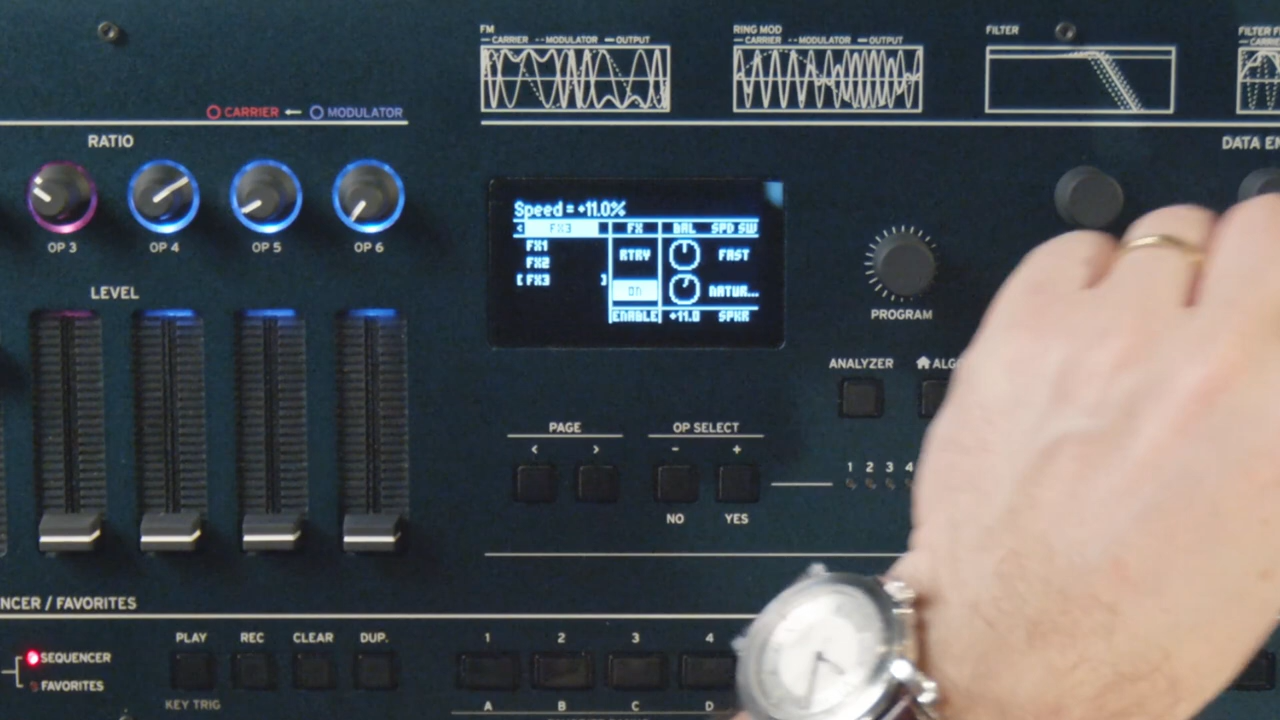 FM
CARRIER MODULATOR OUTPUT
RING MOD
CARRIER MODULATOR OUTPUT
FILTER
FILTER
CARRIER MODULATOR
RATIO
DATA
OP 3
OP 4
OP 5
OP 6
Speed = +11.0%
< FX3 FX BAL SPD SW
FX1
FX2
[ FX3 ]
RTRY
FAST
ON
NATUR...
ENABLE +11.0 SPKR
PROGRAM
LEVEL
ANALYZER
PAGE
< >
OP SELECT
- +
NO YES
1 2 3 4
/ FAVORITES
PLAY REC CLEAR DUP.
1 2 3 4
SEQUENCER
FAVORITES
KEY TRIG
A B C D